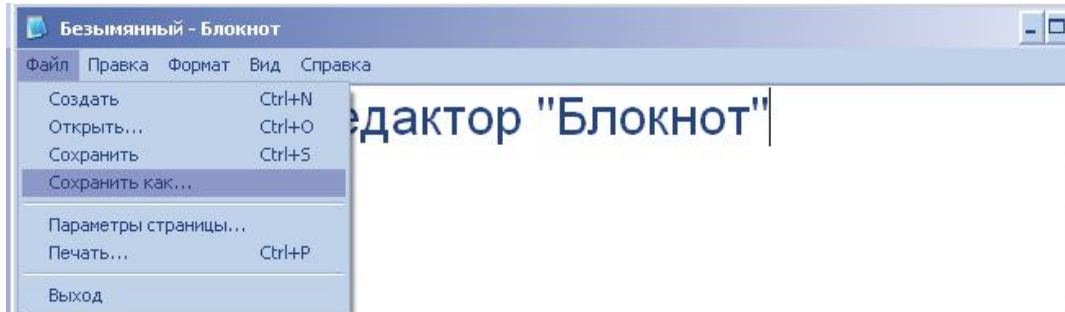 Безымянный - Блокнот
Файл Правка Формат Вид Справка
Создать Ctrl+N
Открыть... Ctrl+O
Сохранить Ctrl+S
Сохранить как...
Параметры страницы...
Печать... Ctrl+P
Выход
едактор "Блокнот"